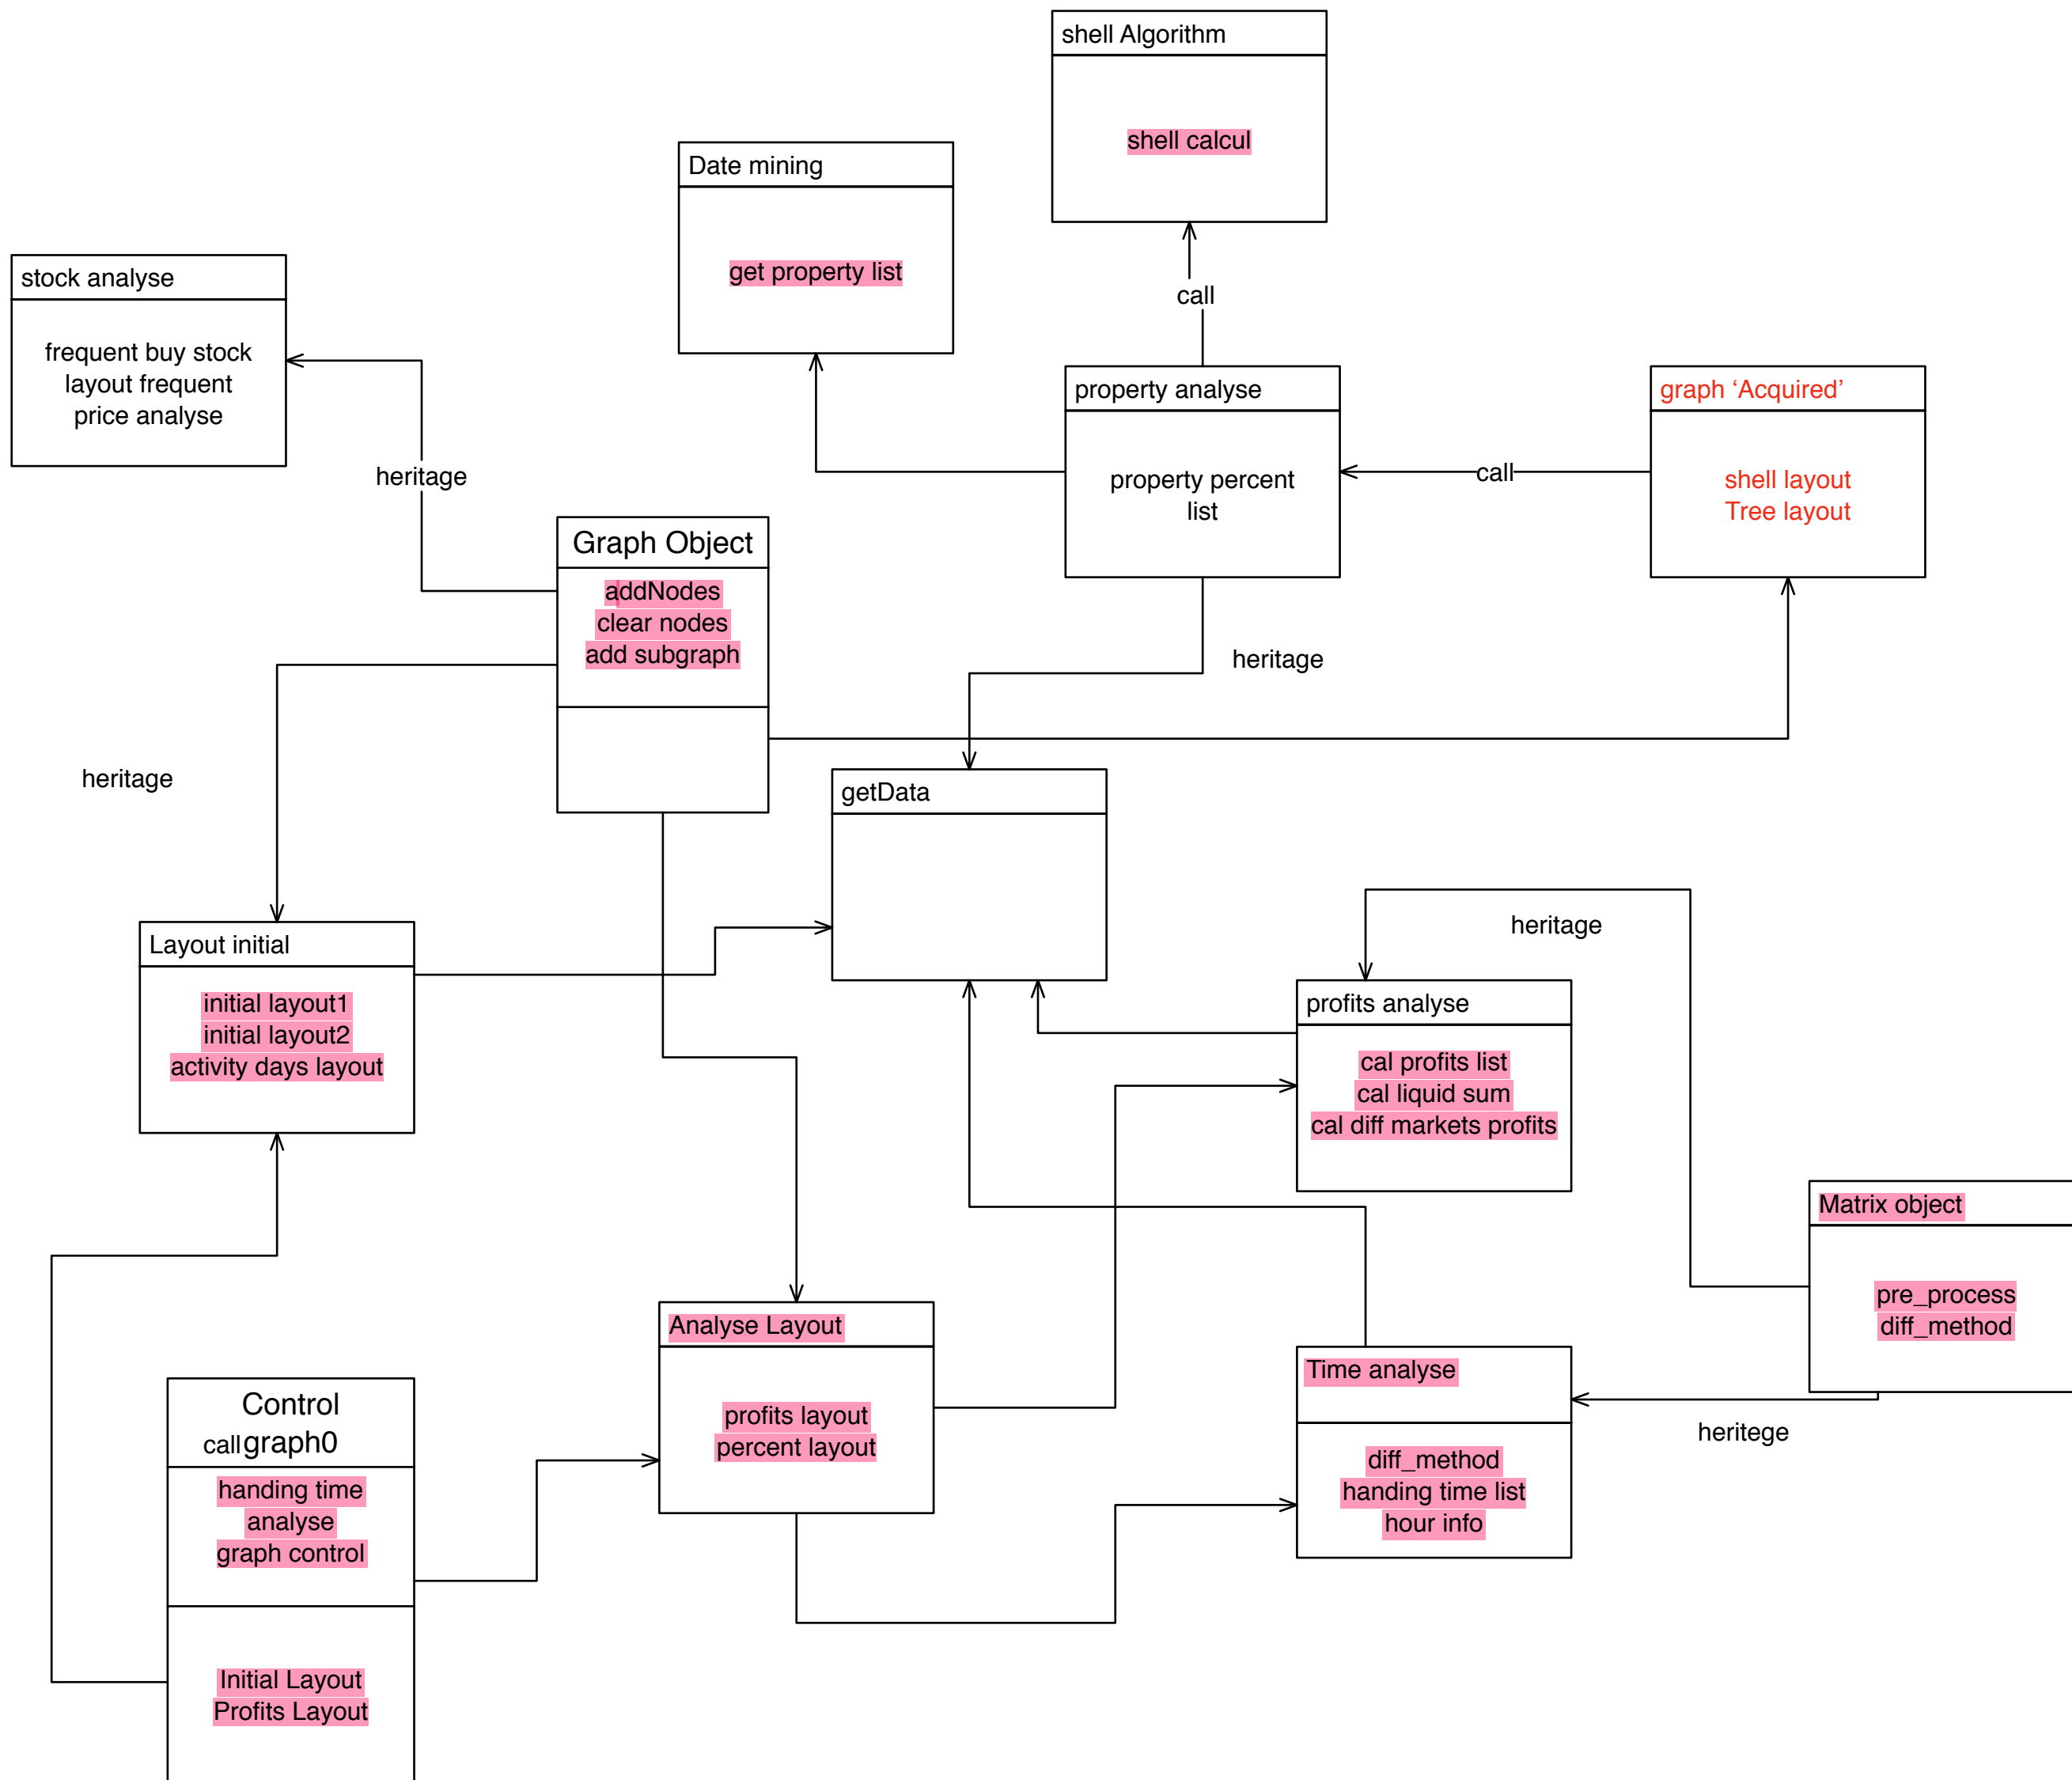 shell Algorithm
shell calcul
Date mining
get property list
stock analyse
frequent buy stock
layout frequent
price analyse
call
property analyse
property percent
list
graph ‘Acquired’
shell layout
Tree layout
call
heritage
Graph Object
addNodes
clear nodes
add subgraph
heritage
heritage
getData
Layout initial
initial layout1
initial layout2
activity days layout
heritage
profits analyse
cal profits list
cal liquid sum
cal diff markets profits
Matrix object
pre_process
diff_method
Analyse Layout
profits layout
percent layout
Time analyse
diff_method
handing time list
hour info
heritege
Control
call graph0
handing time
analyse
graph control
Initial Layout
Profits Layout